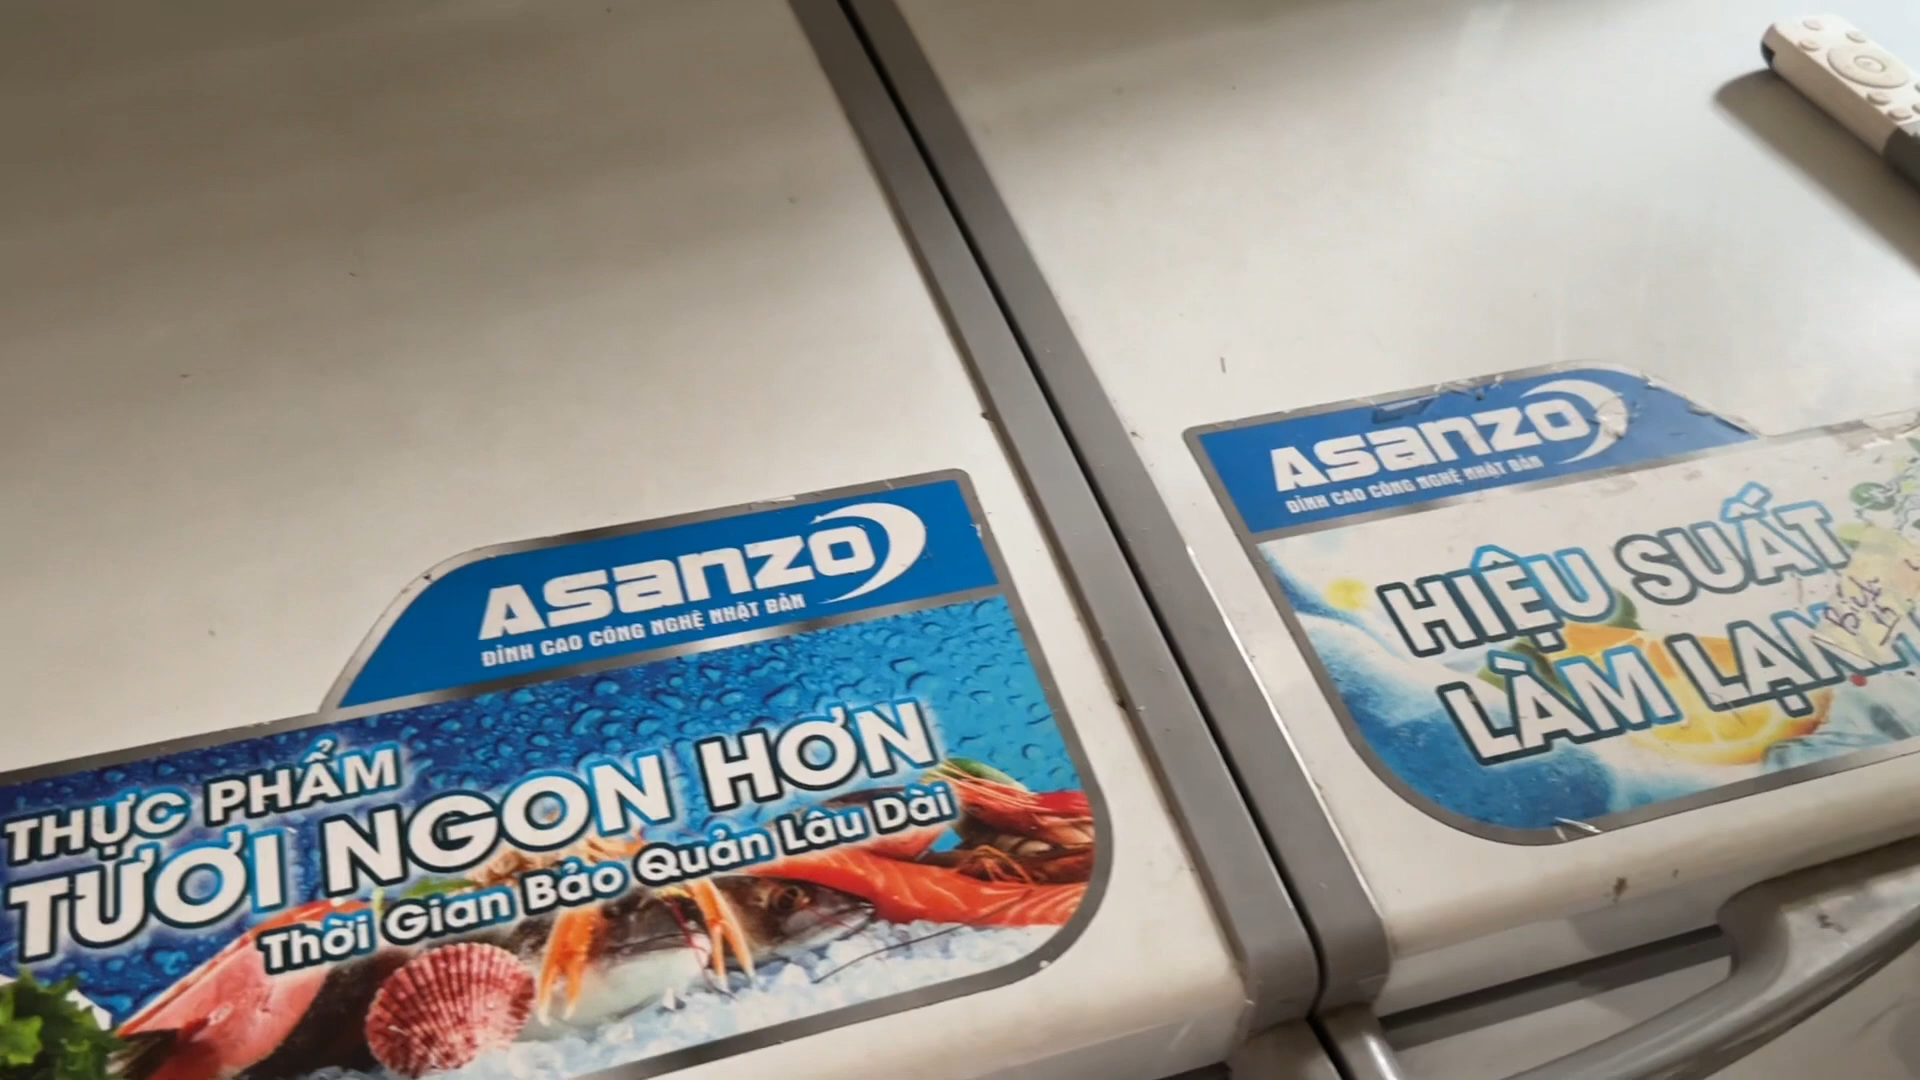 Asanzo
ĐỈNH CAO CÔNG NGHỆ NHẬT BẢN
THỰC PHẨM
TƯƠI NGON HƠN
Thời Gian Bảo Quản Lâu Dài
Asanzo
ĐỈNH CAO CÔNG NGHỆ NHẬT BẢN
HIỆU SUẤT
LÀM LẠNH